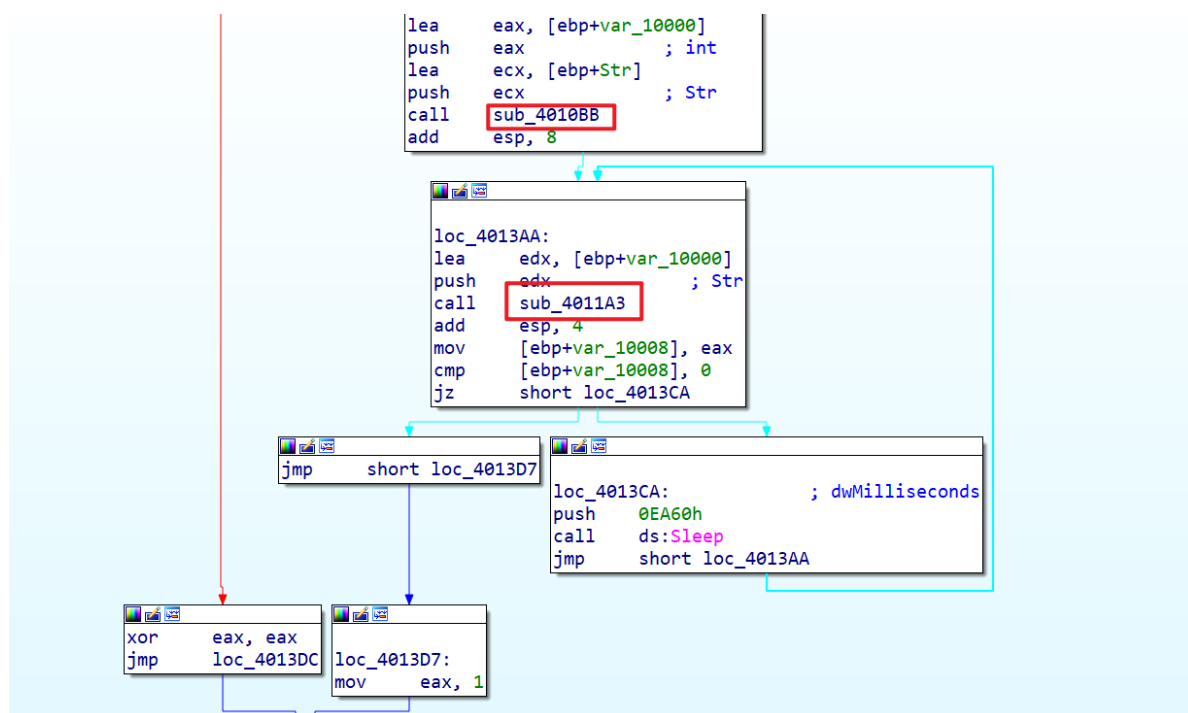 lea     eax, [ebp+var_10000]
push    eax             ; int
lea     ecx, [ebp+Str]
push    ecx             ; Str
call    sub_4010BB
add     esp, 8
loc_4013AA:
lea     edx, [ebp+var_10000]
push    edx             ; Str
call    sub_4011A3
add     esp, 4
mov     [ebp+var_10008], eax
cmp     [ebp+var_10008], 0
jz      short loc_4013CA
jmp     short loc_4013D7
loc_4013CA:             ; dwMilliseconds
push    0EA60h
call    ds:Sleep
jmp     short loc_4013AA
xor     eax, eax
jmp     loc_4013DC
loc_4013D7:
mov     eax, 1